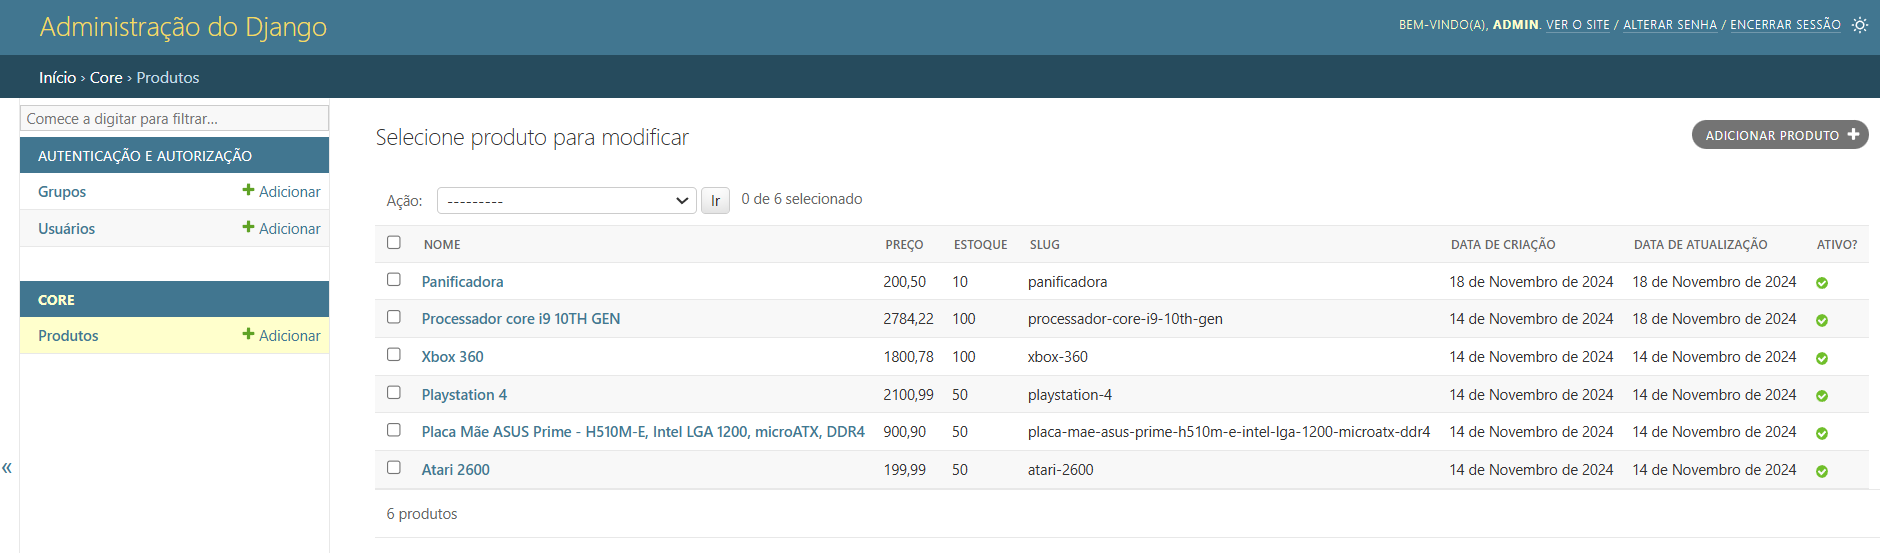 Administração do Django
BEM-VINDO(A), ADMIN. VER O SITE / ALTERAR SENHA / ENCERRAR SESSÃO
Início › Core › Produtos
Comece a digitar para filtrar...
AUTENTICAÇÃO E AUTORIZAÇÃO
Grupos + Adicionar
Usuários + Adicionar
CORE
Produtos + Adicionar
«
Selecione produto para modificar
ADICIONAR PRODUTO +
Ação: --------- Ir 0 de 6 selecionado
NOME PREÇO ESTOQUE SLUG DATA DE CRIAÇÃO DATA DE ATUALIZAÇÃO ATIVO?
Panificadora 200,50 10 panificadora 18 de Novembro de 2024 18 de Novembro de 2024
Processador core i9 10TH GEN 2784,22 100 processador-core-i9-10th-gen 14 de Novembro de 2024 18 de Novembro de 2024
Xbox 360 1800,78 100 xbox-360 14 de Novembro de 2024 14 de Novembro de 2024
Playstation 4 2100,99 50 playstation-4 14 de Novembro de 2024 14 de Novembro de 2024
Placa Mãe ASUS Prime - H510M-E, Intel LGA 1200, microATX, DDR4 900,90 50 placa-mae-asus-prime-h510m-e-intel-lga-1200-microatx-ddr4 14 de Novembro de 2024 14 de Novembro de 2024
Atari 2600 199,99 50 atari-2600 14 de Novembro de 2024 14 de Novembro de 2024
6 produtos